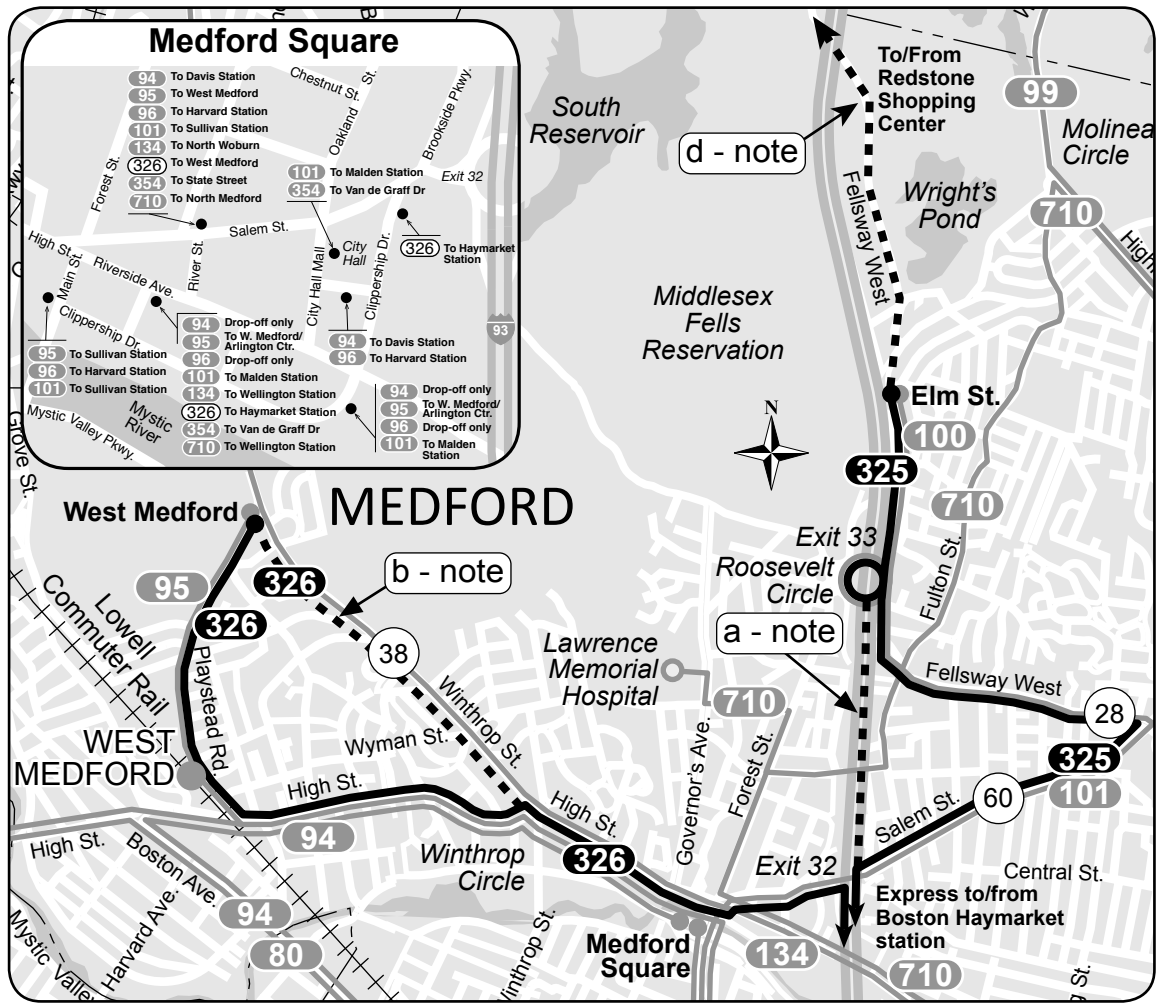 Medford Square
94 To Davis Station
95 To West Medford
96 To Harvard Station
101 To Sullivan Station
134 To North Woburn
326 To West Medford
354 To State Street
710 To North Medford
Chestnut St.
Oakland St.
Brookside Pkwy.
Forest St.
101 To Malden Station
354 To Van de Graff Dr
Exit 32
Salem St.
High St.
Main St.
Riverside Ave.
River St.
City Hall Mall
City
Hall
Clippership Dr.
326 To Haymarket
Station
93
Clippership Dr.
95 To Sullivan Station
96 To Harvard Station
101 To Sullivan Station
94 Drop-off only
95 To W. Medford/
Arlington Ctr.
96 Drop-off only
101 To Malden Station
134 To Wellington Station
326 To Haymarket Station
354 To Van de Graff Dr
710 To Wellington Station
94 To Davis Station
96 To Harvard Station
94 Drop-off only
95 To W. Medford/
Arlington Ctr.
96 Drop-off only
101 To Malden
Station
Mystic
River
Mystic Valley Pkwy.
Grove St.
South
Reservoir
d - note
To/From
Redstone
Shopping
Center
99
Molinea
Circle
710
High
Wright's
Pond
Fellsway West
Middlesex
Fells
Reservation
Elm St.
100
N
325
710
MEDFORD
West Medford
Exit 33
Roosevelt
Circle
Fulton St.
95
326
326
b - note
38
a - note
Lowell
Commuter Rail
Playstead Rd.
Lawrence
Memorial
Hospital
710
Fellsway West
28
325
101
60
Salem St.
Winthrop St.
Wyman St.
WEST
MEDFORD
High St.
High St.
Governor's Ave.
Forest St.
94
326
Winthrop
Circle
Exit 32
Central St.
High St.
Boston Ave.
Harvard Ave.
94
80
Mystic Valley
Winthrop St.
Medford
Square
134
Express to/from
Boston Haymarket
station
710
g St.